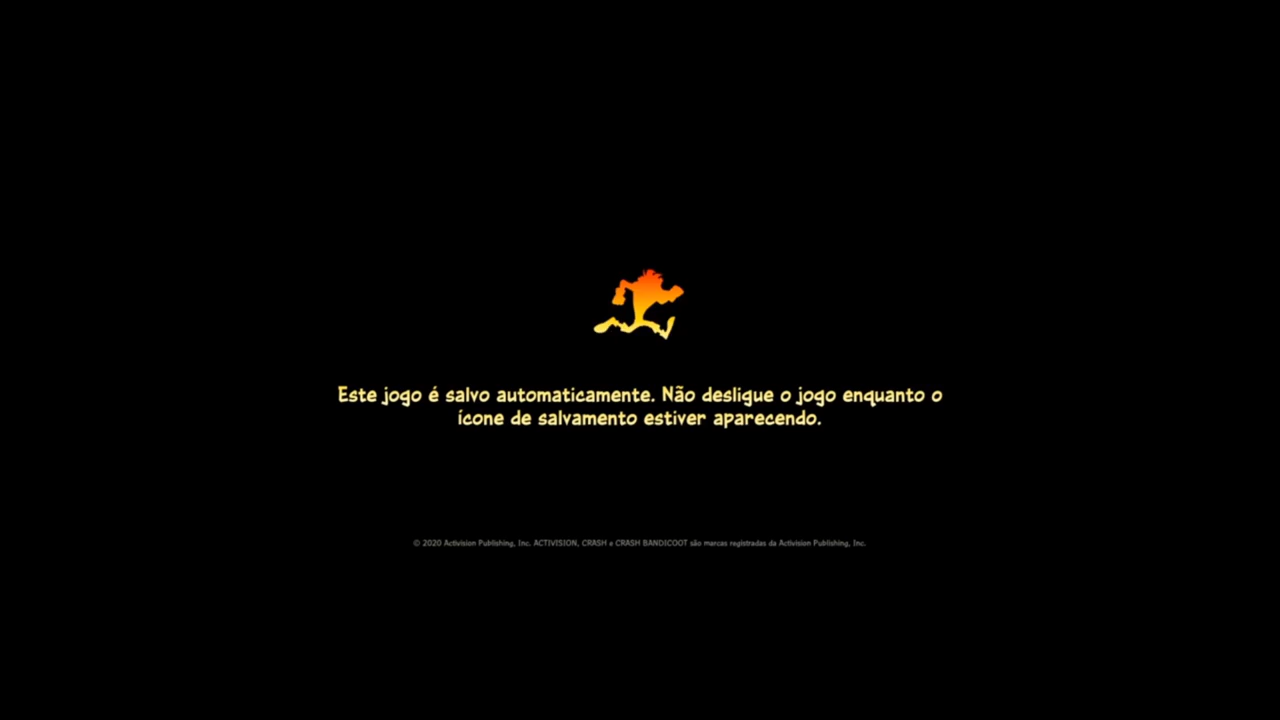 Este jogo é salvo automaticamente. Não desligue o jogo enquanto o
ícone de salvamento estiver aparecendo.
© 2020 Activision Publishing, Inc. ACTIVISION, CRASH e CRASH BANDICOOT são marcas registradas da Activision Publishing, Inc.